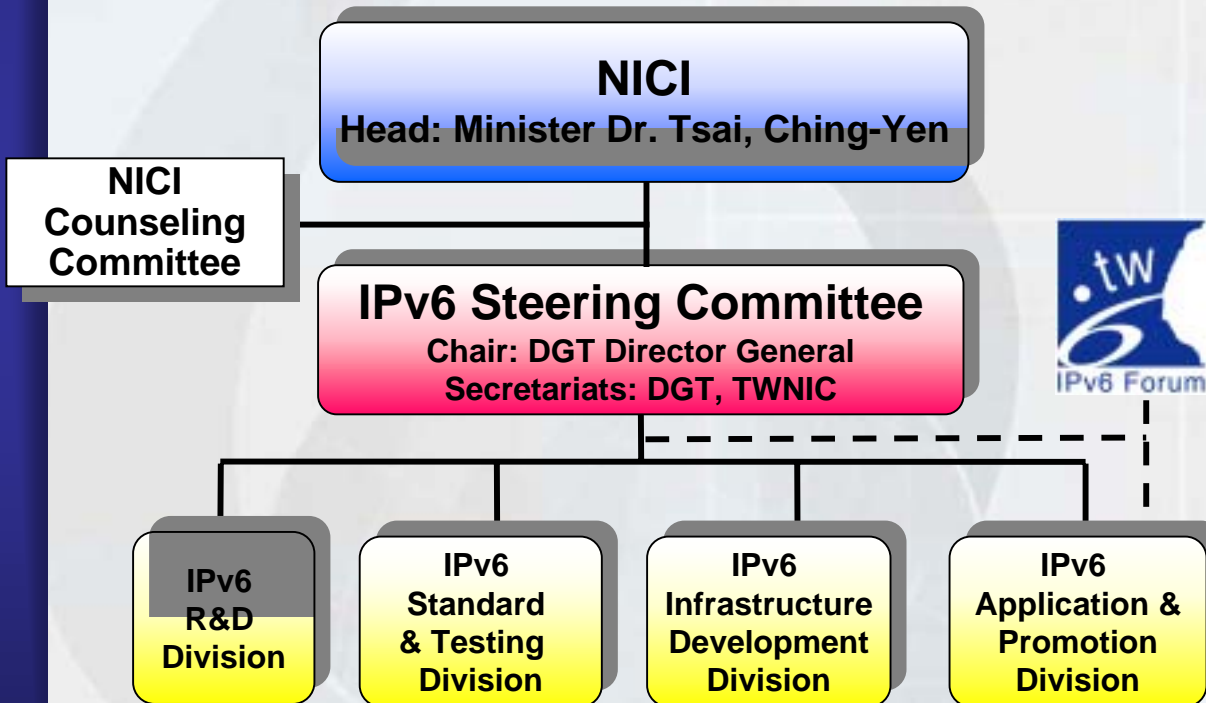 NICI
Head: Minister Dr. Tsai, Ching-Yen
NICI
Counseling
Committee
IPv6 Steering Committee
Chair: DGT Director General
Secretariats: DGT, TWNIC
.tw
6
IPv6 Forum
IPv6
R&D
Division
IPv6
Standard
& Testing
Division
IPv6
Infrastructure
Development
Division
IPv6
Application &
Promotion
Division